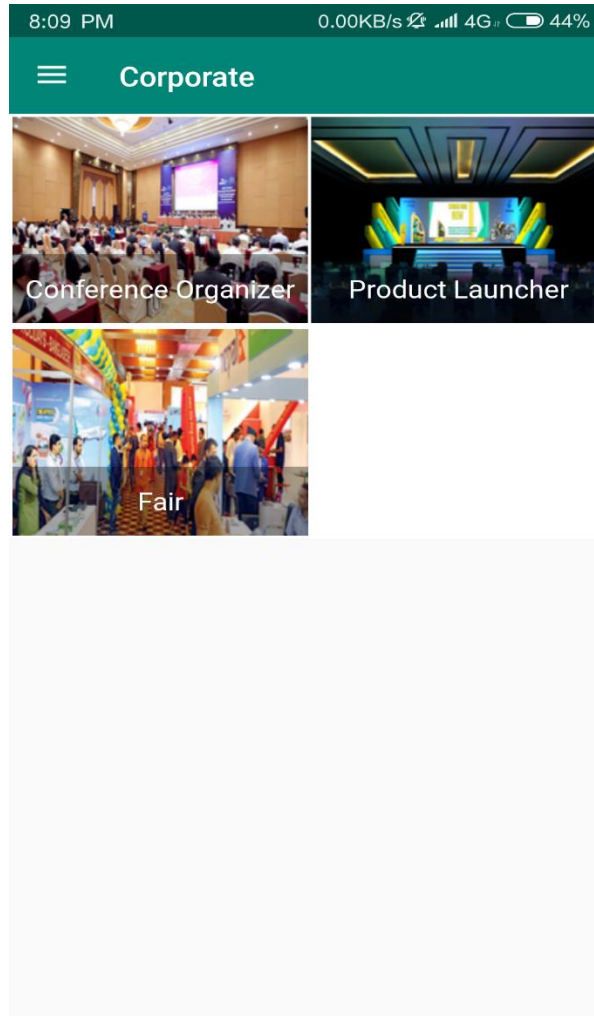 8:09 PM 0.00KB/s 4G 44%
Corporate
Conference Organizer
Product Launcher
Fair